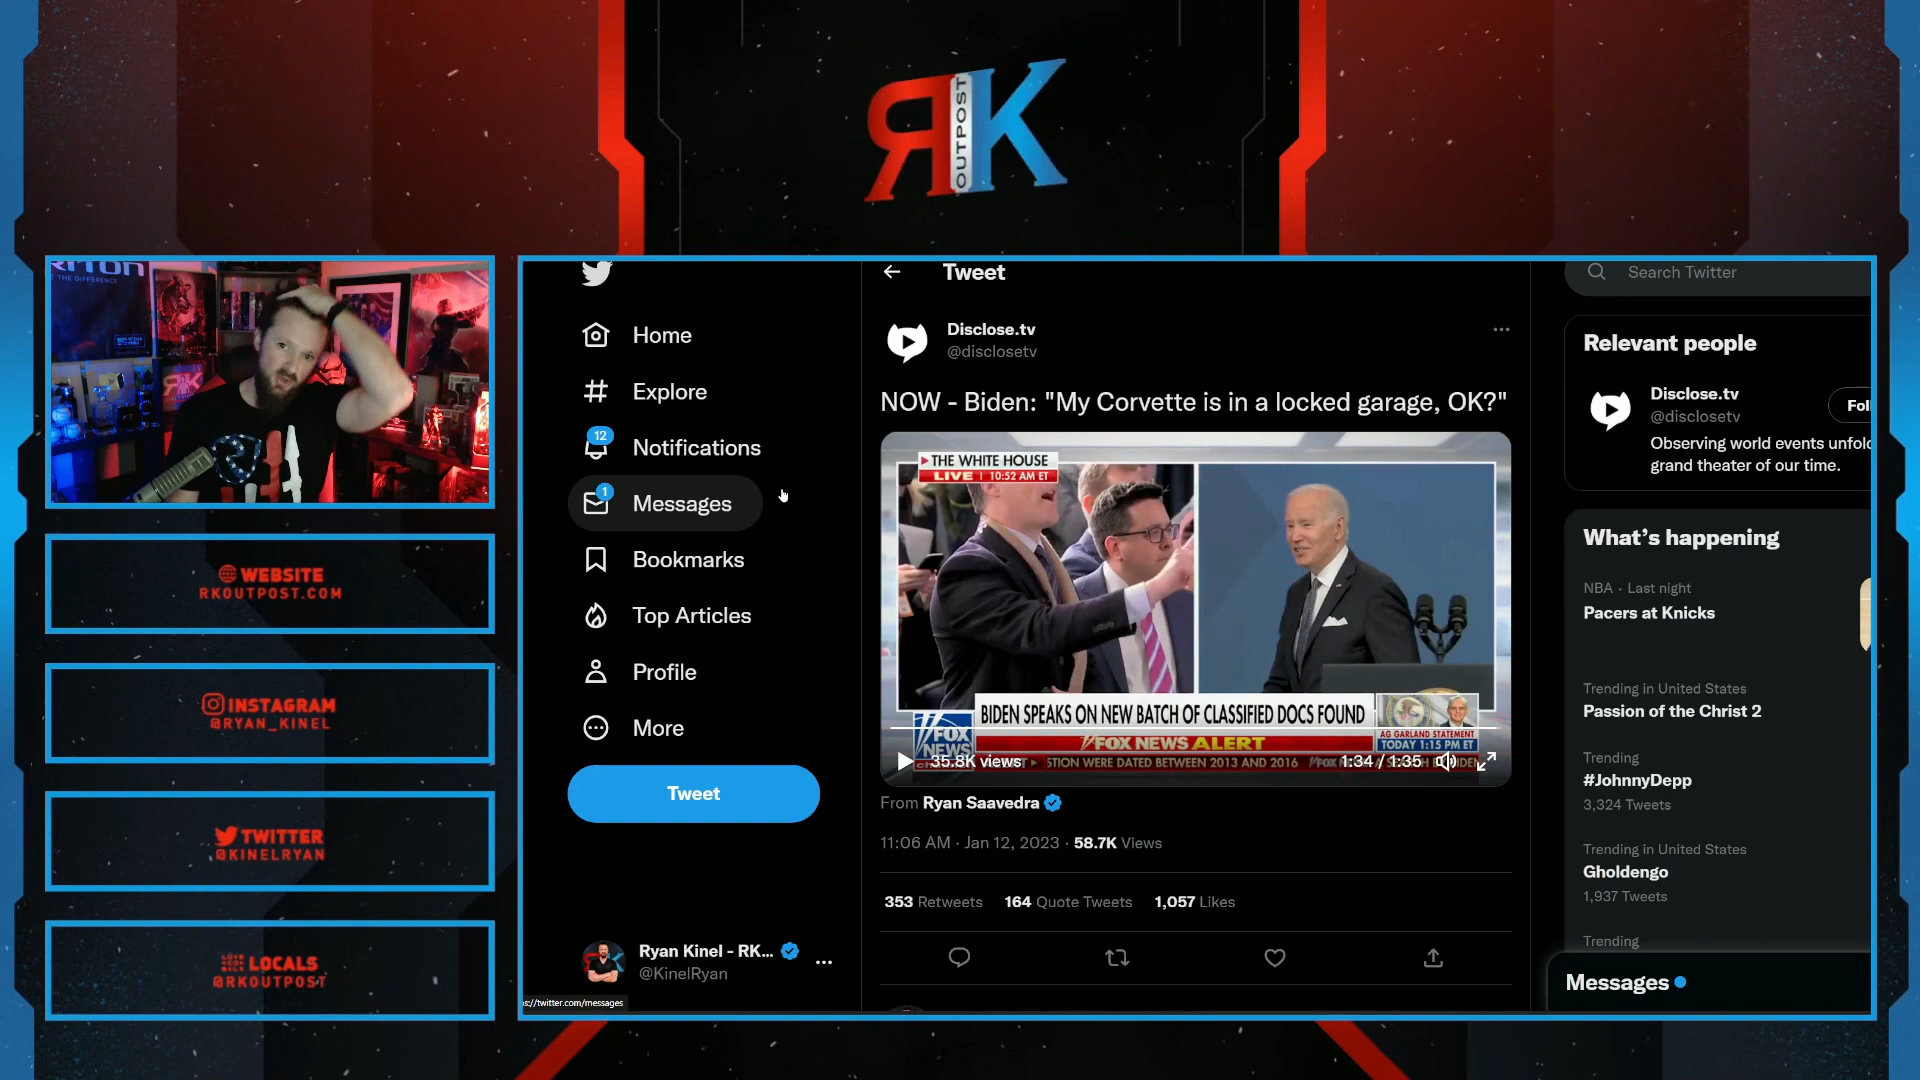 RK
OUTPOST
THE DIFFERENCE
WEBSITE
RKOUTPOST.COM
INSTAGRAM
@RYAN_KINEL
TWITTER
@KINELRYAN
LOCALS
@RKOUTPOST
Home
Explore
12
Notifications
1
Messages
Bookmarks
Top Articles
Profile
More
Tweet
Ryan Kinel - RK...
@KinelRyan
s://twitter.com/messages
Tweet
Disclose.tv
@disclosetv
NOW - Biden: "My Corvette is in a locked garage, OK?"
THE WHITE HOUSE
LIVE 10:52 AM ET
BIDEN SPEAKS ON NEW BATCH OF CLASSIFIED DOCS FOUND
FOX NEWS
FOX NEWS ALERT
AG GARLAND STATEMENT
TODAY 1:15 PM ET
STION WERE DATED BETWEEN 2013 AND 2016
35.8K views
1:34 / 1:35
From Ryan Saavedra
11:06 AM · Jan 12, 2023 · 58.7K Views
353 Retweets 164 Quote Tweets 1,057 Likes
Search Twitter
Relevant people
Disclose.tv
@disclosetv
Fol
Observing world events unfold
grand theater of our time.
What's happening
NBA · Last night
Pacers at Knicks
Trending in United States
Passion of the Christ 2
Trending
#JohnnyDepp
3,324 Tweets
Trending in United States
Gholdengo
1,937 Tweets
Trending
Messages